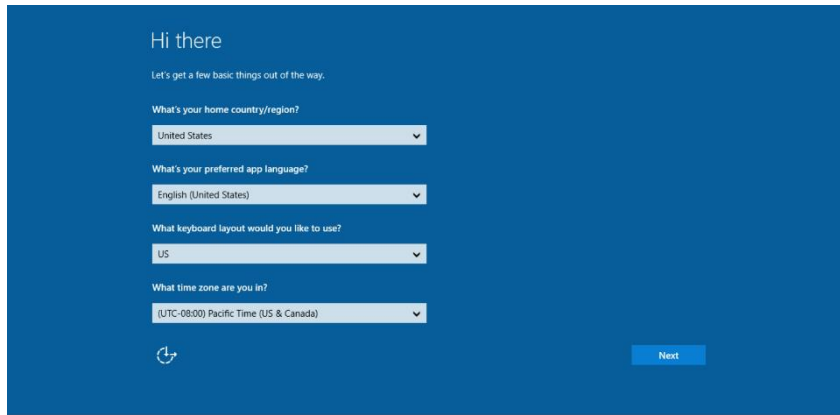 Hi there
Let's get a few basic things out of the way.
What's your home country/region?
United States
What's your preferred app language?
English (United States)
What keyboard layout would you like to use?
US
What time zone are you in?
(UTC-08:00) Pacific Time (US & Canada)
Next